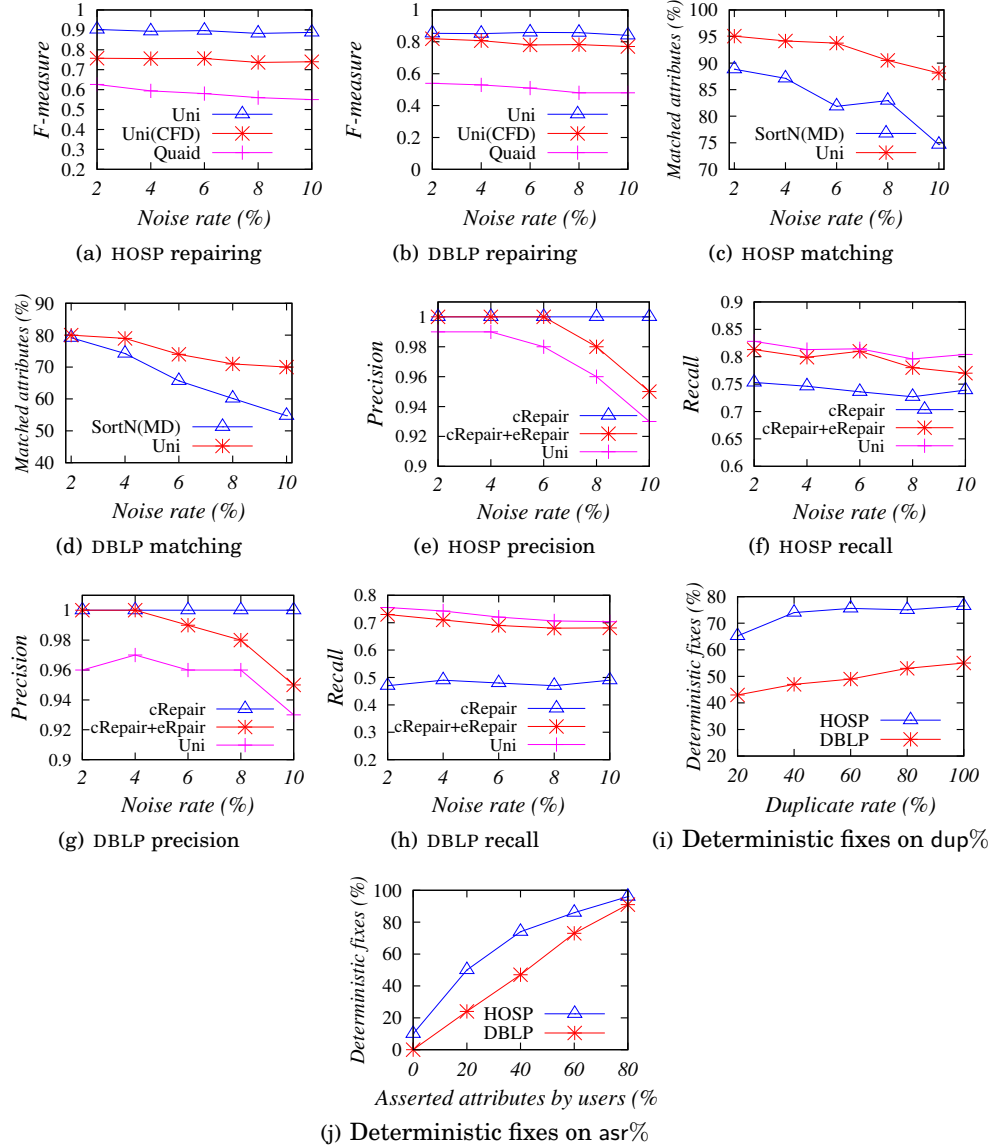 1
0.9
0.8
0.7
0.6
0.5
0.4
0.3
0.2
F-measure
Uni
Uni(CFD)
Quaid
2 4 6 8 10
Noise rate (%)
(a) HOSP repairing
1
0.8
0.6
0.4
0.2
0
F-measure
Uni
Uni(CFD)
Quaid
2 4 6 8 10
Noise rate (%)
(b) DBLP repairing
100
95
90
85
80
75
70
Matched attributes (%)
SortN(MD)
Uni
2 4 6 8 10
Noise rate (%)
(c) HOSP matching
90
80
70
60
50
40
Matched attributes (%)
SortN(MD)
Uni
2 4 6 8 10
Noise rate (%)
(d) DBLP matching
1
0.98
0.96
0.94
0.92
0.9
Precision
cRepair
cRepair+eRepair
Uni
2 4 6 8 10
Noise rate (%)
(e) HOSP precision
0.9
0.85
0.8
0.75
0.7
0.65
0.6
Recall
cRepair
cRepair+eRepair
Uni
2 4 6 8 10
Noise rate (%)
(f) HOSP recall
1
0.98
0.96
0.94
0.92
0.9
Precision
cRepair
cRepair+eRpair
Uni
2 4 6 8 10
Noise rate (%)
(g) DBLP precision
0.8
0.7
0.6
0.5
0.4
0.3
0.2
Recall
cRepair
cRepair+eRepair
Uni
2 4 6 8 10
Noise rate (%)
(h) DBLP recall
80
70
60
50
40
30
20
Deterministic fixes (%)
HOSP
DBLP
20 40 60 80 100
Duplicate rate (%)
(i) Deterministic fixes on dup%
100
80
60
40
20
0
Deterministic fixes (%)
HOSP
DBLP
0 20 40 60 80
Asserted attributes by users (%
(j) Deterministic fixes on asr%